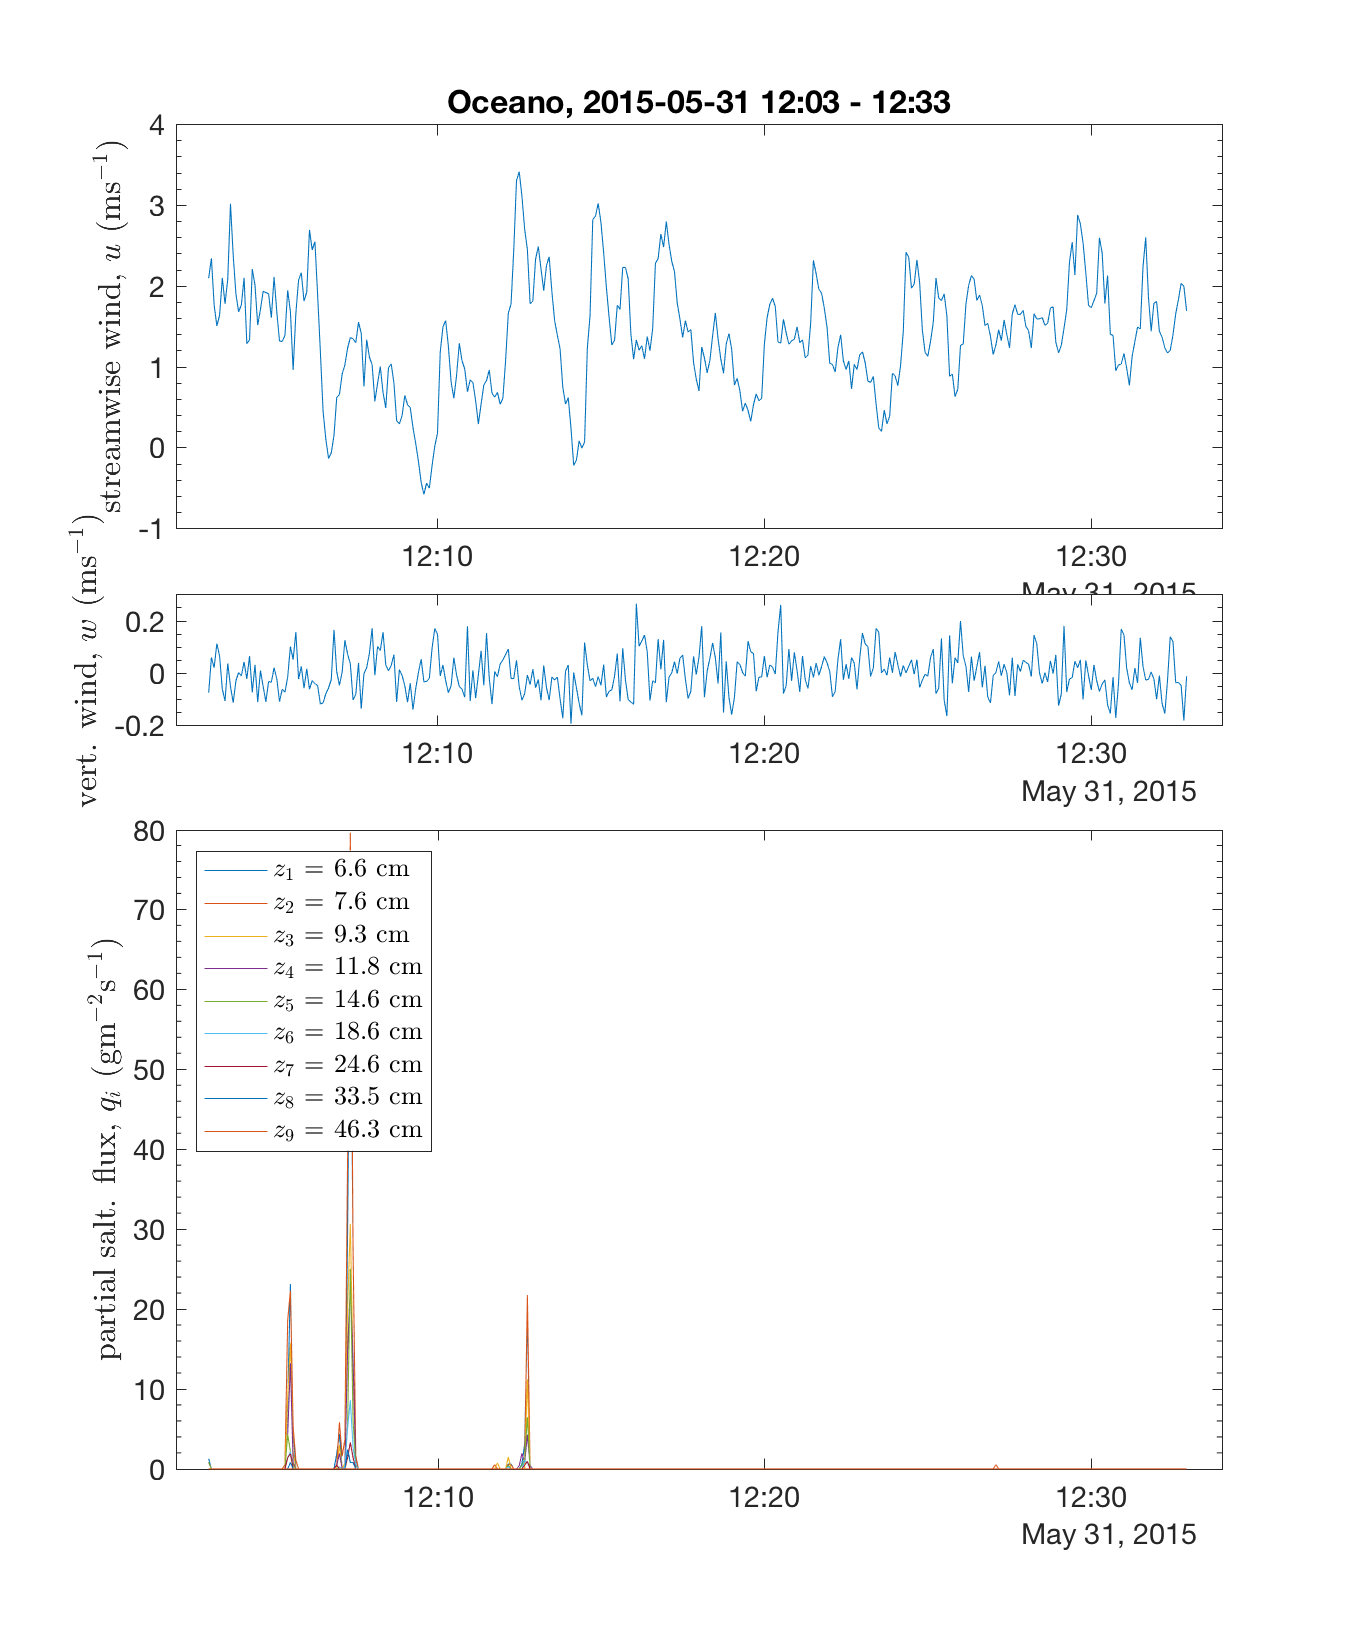 Oceano, 2015-05-31 12:03 - 12:33
streamwise wind, u (ms⁻¹)
4
3
2
1
0
-1
12:10 12:20 12:30
May 31, 2015
vert. wind, w (ms⁻¹)
0.2
0
-0.2
12:10 12:20 12:30
May 31, 2015
partial salt. flux, qᵢ (gm⁻²s⁻¹)
80
70
60
50
40
30
20
10
0
z₁ = 6.6 cm
z₂ = 7.6 cm
z₃ = 9.3 cm
z₄ = 11.8 cm
z₅ = 14.6 cm
z₆ = 18.6 cm
z₇ = 24.6 cm
z₈ = 33.5 cm
z₉ = 46.3 cm
12:10 12:20 12:30
May 31, 2015